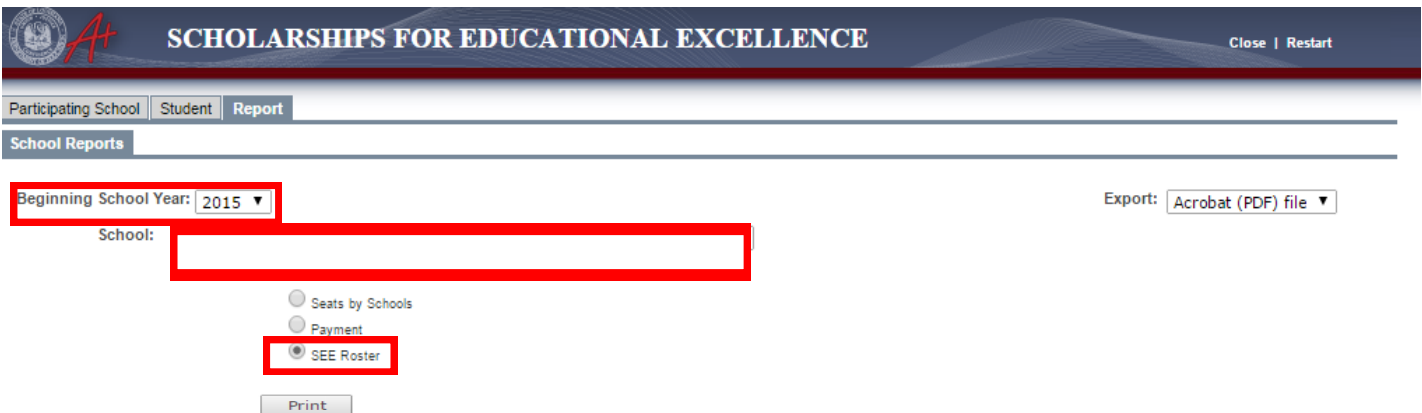 A+ SCHOLARSHIPS FOR EDUCATIONAL EXCELLENCE Close | Restart
Participating School Student Report
School Reports
Beginning School Year: 2015 Export: Acrobat (PDF) file
School:
Seats by Schools
Payment
SEE Roster
Print